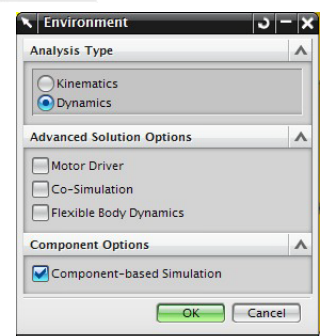 Environment
Analysis Type
Kinematics
Dynamics
Advanced Solution Options
Motor Driver
Co-Simulation
Flexible Body Dynamics
Component Options
Component-based Simulation
OK Cancel